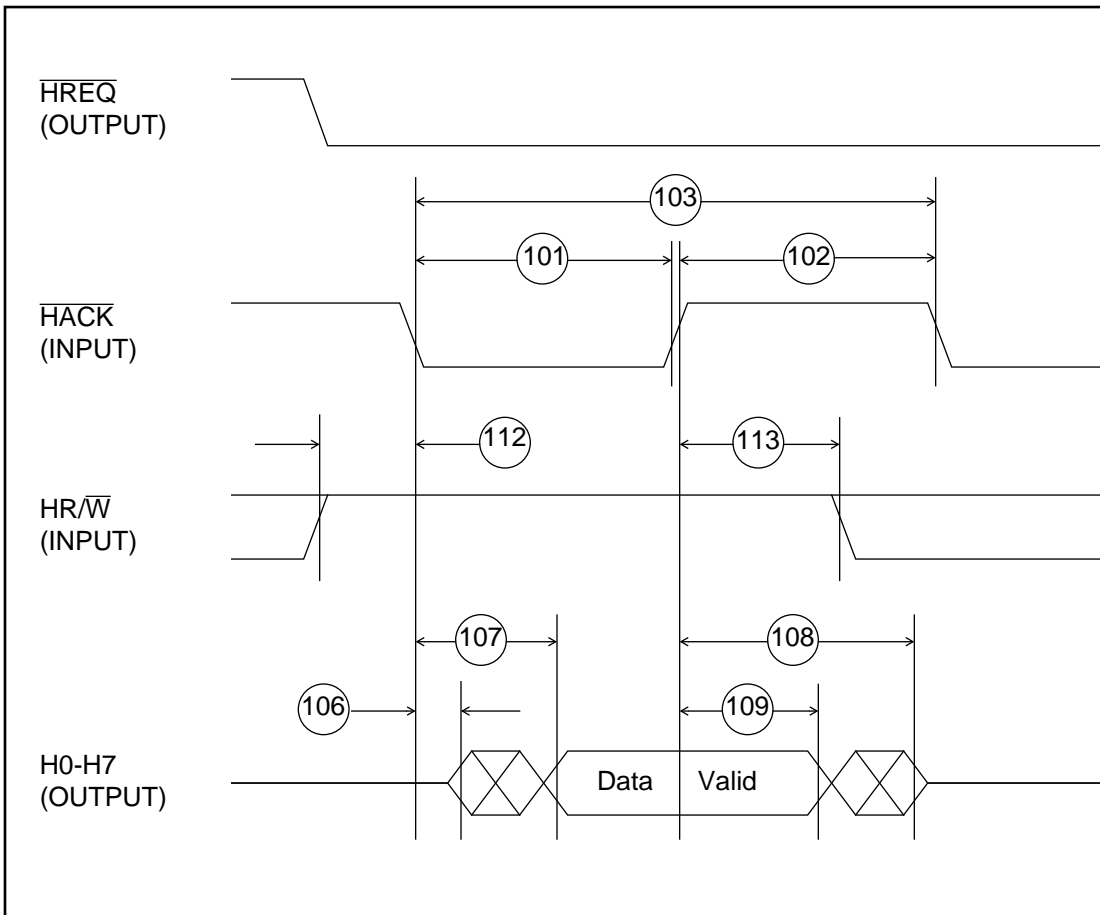 HREQ
(OUTPUT)
103
101
102
HACK
(INPUT)
112
113
HR/W
(INPUT)
107
108
106
109
H0-H7
(OUTPUT)
Data Valid